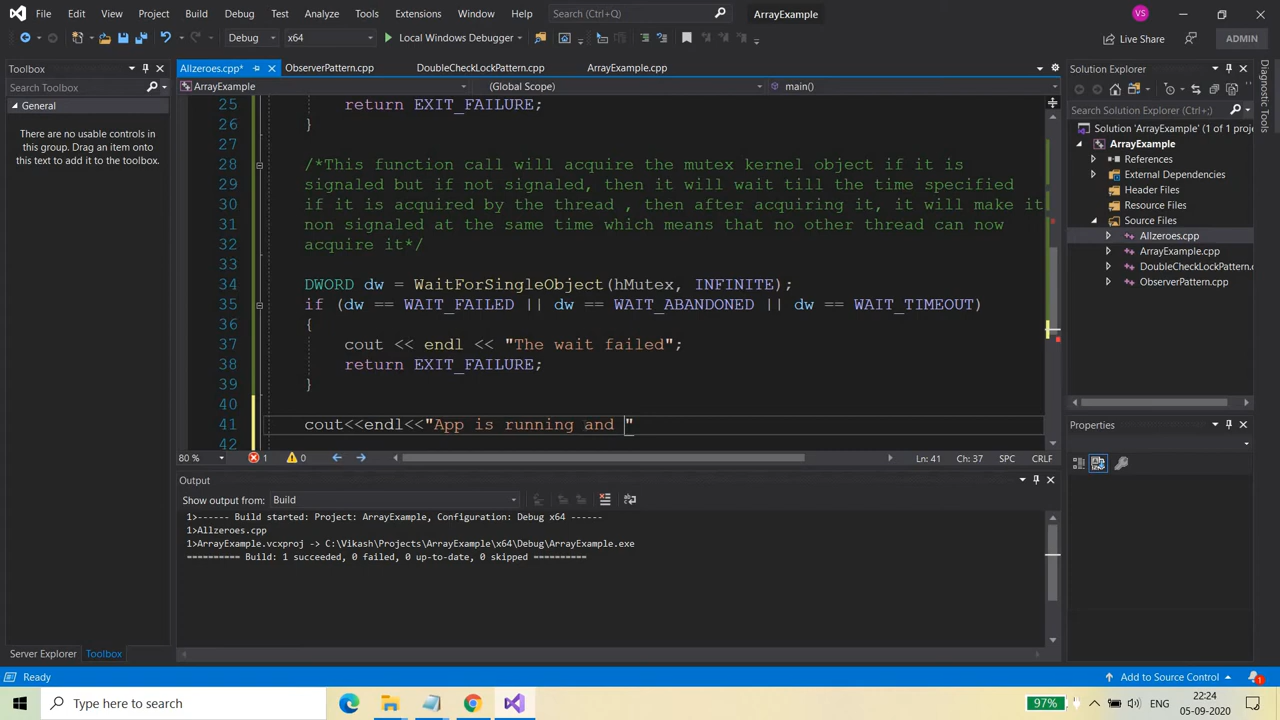 File Edit View Git Project Build Debug Test Analyze Tools Extensions Window Help Search (Ctrl+Q) ArrayExample VS
Debug x64 Local Windows Debugger Live Share ADMIN
Toolbox
Search Toolbox
General
There are no usable controls in
this group. Drag an item onto
this text to add it to the toolbox.
Allzeroes.cpp* ObserverPattern.cpp DoubleCheckLockPattern.cpp ArrayExample.cpp
ArrayExample (Global Scope) main()
25 return EXIT_FAILURE;
26 }
27
28 /*This function call will acquire the mutex kernel object if it is
29 signaled but if not signaled, then it will wait till the time specified
30 if it is acquired by the thread , then after acquiring it, it will make it
31 non signaled at the same time which means that no other thread can now
32 acquire it*/
33
34 DWORD dw = WaitForSingleObject(hMutex, INFINITE);
35 if (dw == WAIT_FAILED || dw == WAIT_ABANDONED || dw == WAIT_TIMEOUT)
36 {
37 cout << endl << "The wait failed";
38 return EXIT_FAILURE;
39 }
40
41 cout<<endl<<"App is running and "
42
80 % 1 0 Ln: 41 Ch: 37 SPC CRLF
Output
Show output from: Build
1>------ Build started: Project: ArrayExample, Configuration: Debug x64 ------
1>Allzeroes.cpp
1>ArrayExample.vcxproj -> C:\Vikash\Projects\ArrayExample\x64\Debug\ArrayExample.exe
========== Build: 1 succeeded, 0 failed, 0 up-to-date, 0 skipped ==========
Solution Explorer
Search Solution Explorer
Solution 'ArrayExample' (1 of 1 proje
ArrayExample
References
External Dependencies
Header Files
Resource Files
Source Files
Allzeroes.cpp
ArrayExample.cpp
DoubleCheckLockPattern.
ObserverPattern.cpp
Properties
Diagnostic Tools
Server Explorer Toolbox
Ready Add to Source Control 1
Type here to search 97% ENG 22:24
05-09-2020